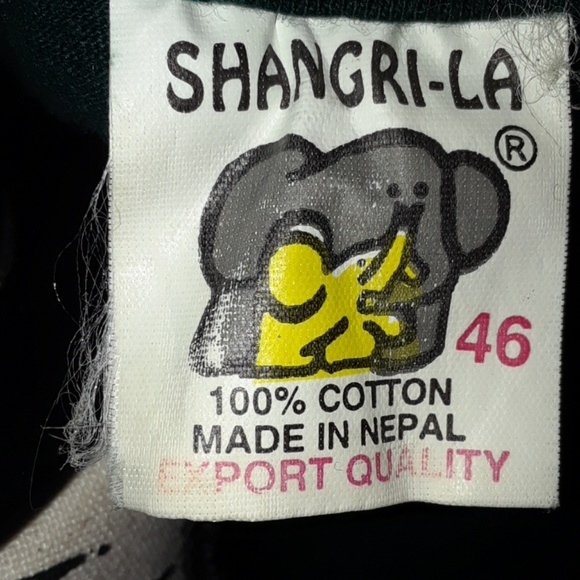 SHANGRI-LA
®
46
100% COTTON
MADE IN NEPAL
EXPORT QUALITY